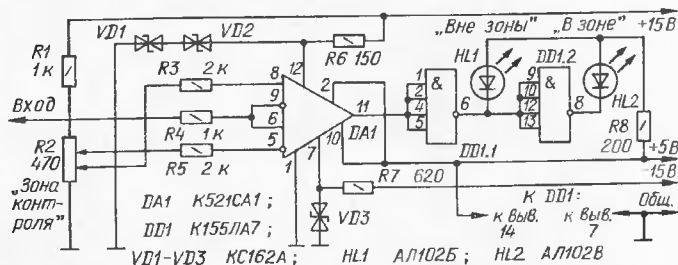 VD1
VD2
„Вне зоны"
„В зоне"
+15В
R1
1к
R6 150
HL1
DD1.2
R3
2к
8
12
2
1
2
4
5
&
6
9
10
12
13
&
8
HL2
Вход
9
6
11
DA1
R4
1к
R2
470
R5
2к
5
7
10
1
DD1.1
R8
200
+5В
-15В
R7
620
„Зона
конт-
роля"
VD3
К DD1:
к выв.
14
к выв.
7
Общ.
DA1 К521СА1;
DD1 К155ЛА7;
VD1-VD3 КС162А; HL1 АЛ102Б; HL2 АЛ102В